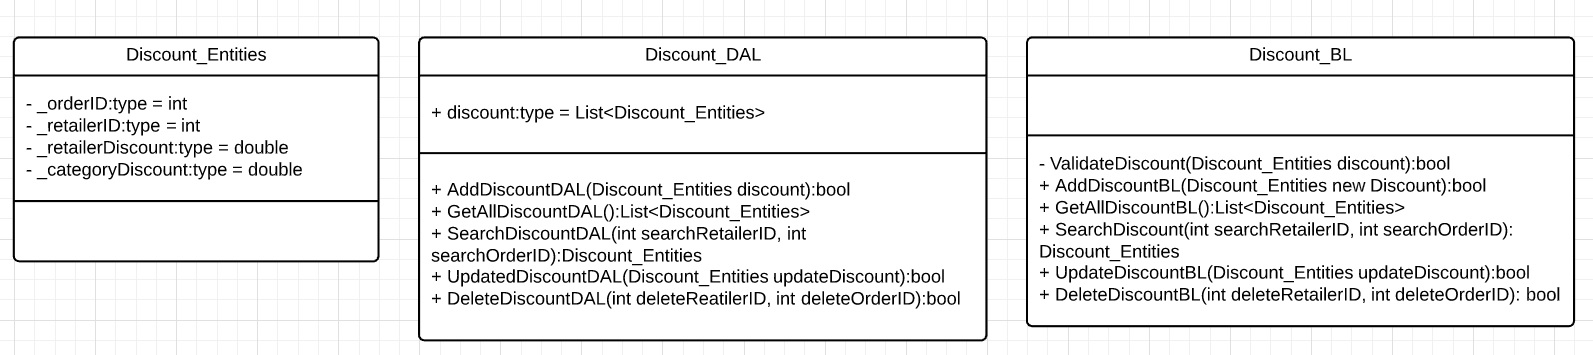 Discount_Entities
- _orderID:type = int
- _retailerID:type = int
- _retailerDiscount:type = double
- _categoryDiscount:type = double
Discount_DAL
+ discount:type = List<Discount_Entities>
+ AddDiscountDAL(Discount_Entities discount):bool
+ GetAllDiscountDAL():List<Discount_Entities>
+ SearchDiscountDAL(int searchRetailerID, int
searchOrderID):Discount_Entities
+ UpdatedDiscountDAL(Discount_Entities updateDiscount):bool
+ DeleteDiscountDAL(int deleteReatilerID, int deleteOrderID):bool
Discount_BL
- ValidateDiscount(Discount_Entities discount):bool
+ AddDiscountBL(Discount_Entities new Discount):bool
+ GetAllDiscountBL():List<Discount_Entities>
+ SearchDiscount(int searchRetailerID, int searchOrderID):
Discount_Entities
+ UpdateDiscountBL(Discount_Entities updateDiscount):bool
+ DeleteDiscountBL(int deleteRetailerID, int deleteOrderID): bool